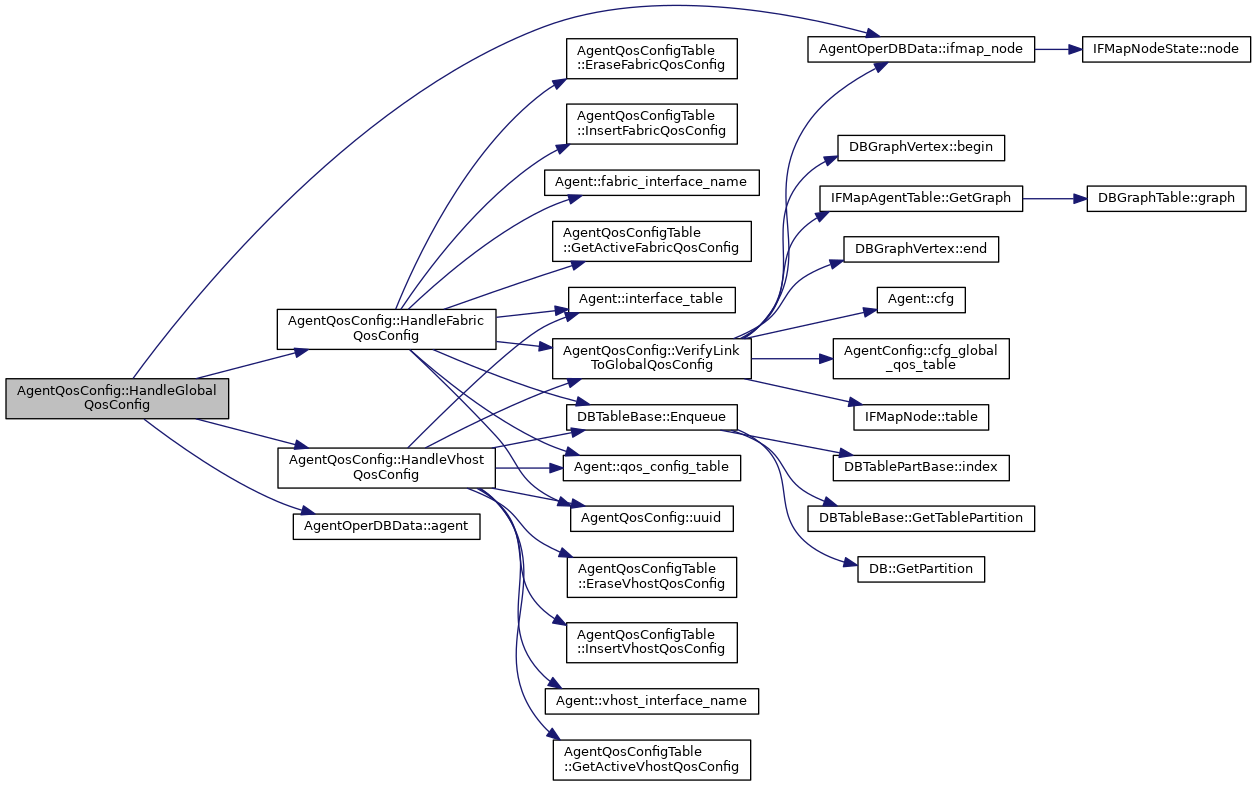 AgentQosConfig::HandleGlobal
QosConfig
AgentQosConfig::HandleFabric
QosConfig
AgentQosConfig::HandleVhost
QosConfig
AgentOperDBData::agent
AgentQosConfigTable
::EraseFabricQosConfig
AgentQosConfigTable
::InsertFabricQosConfig
Agent::fabric_interface_name
AgentQosConfigTable
::GetActiveFabricQosConfig
Agent::interface_table
AgentQosConfig::VerifyLink
ToGlobalQosConfig
DBTableBase::Enqueue
Agent::qos_config_table
AgentQosConfig::uuid
AgentQosConfigTable
::EraseVhostQosConfig
AgentQosConfigTable
::InsertVhostQosConfig
Agent::vhost_interface_name
AgentQosConfigTable
::GetActiveVhostQosConfig
AgentOperDBData::ifmap_node
DBGraphVertex::begin
IFMapAgentTable::GetGraph
DBGraphVertex::end
Agent::cfg
AgentConfig::cfg_global
_qos_table
IFMapNode::table
DBTablePartBase::index
DBTableBase::GetTablePartition
DB::GetPartition
IFMapNodeState::node
DBGraphTable::graph